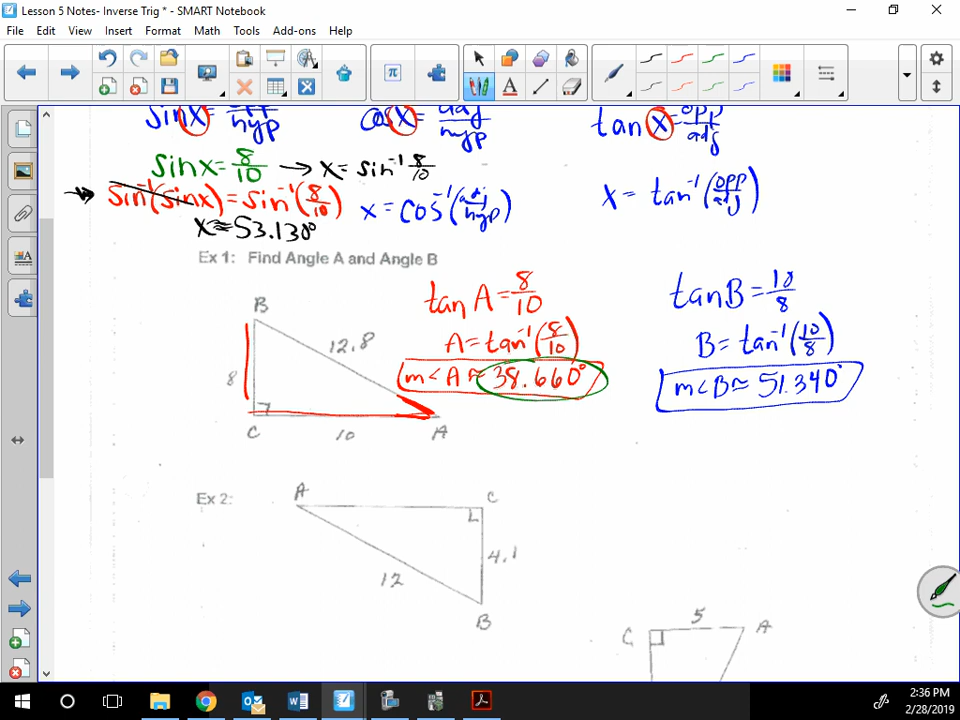 Lesson 5 Notes- Inverse Trig * - SMART Notebook
File Edit View Insert Format Math Tools Add-ons Help
sin x = opp/hyp cos x = adj/hyp tan x = opp/adj
sin x = 8/10 → x = sin⁻¹ 8/10
sin⁻¹(sin x) = sin⁻¹(8/10)
x = cos⁻¹(adj/hyp)
x = tan⁻¹(opp/adj)
x ≈ 53.130°
Ex 1: Find Angle A and Angle B
B
12.8
8
C
10
A
tan A = 8/10
A = tan⁻¹(8/10)
m<A ≈ 38.660°
tan B = 10/8
B = tan⁻¹(10/8)
m<B ≈ 51.340°
Ex 2:
A
C
4.1
12
B
5
C
A
2:36 PM
2/28/2019